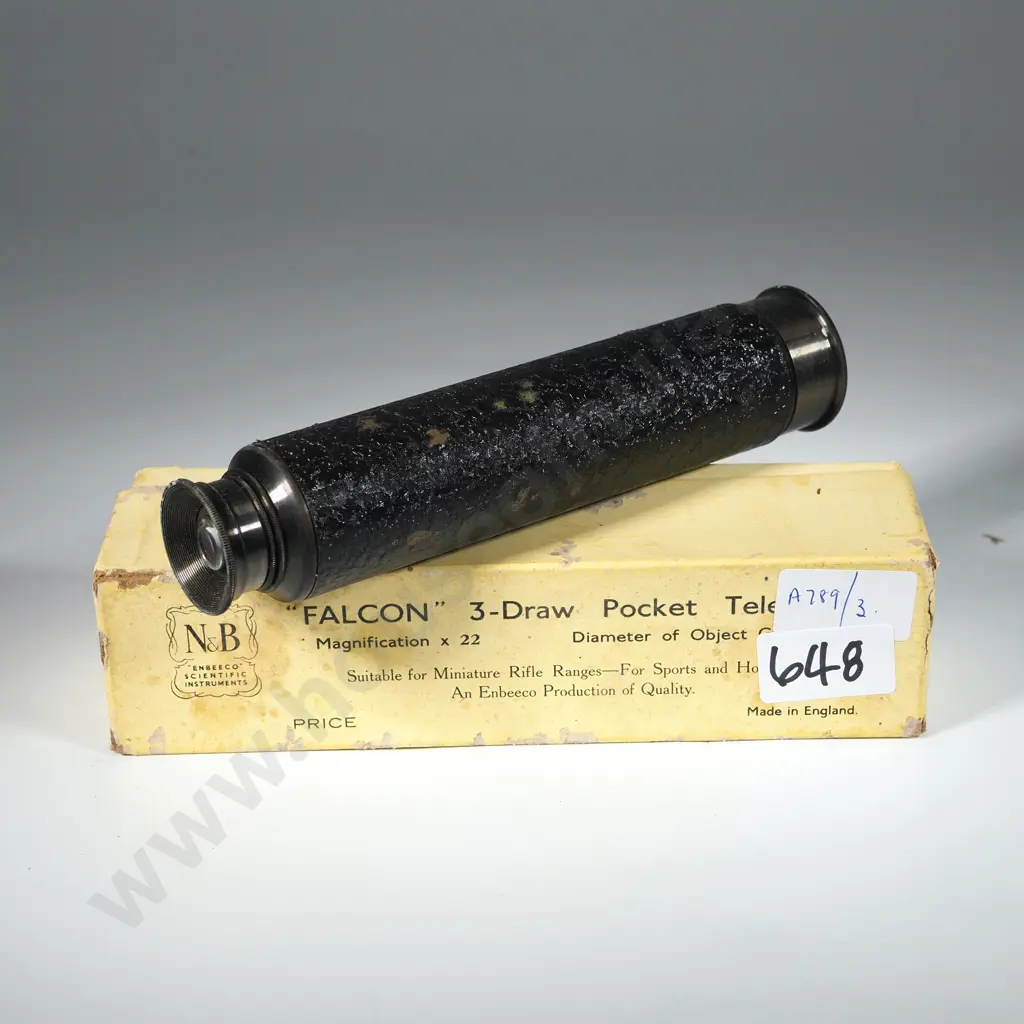 "FALCON" 3-Draw Pocket Tele
Magnification x 22 Diameter of Object
Suitable for Miniature Rifle Ranges—For Sports and Ho
An Enbeeco Production of Quality.
Made in England.
PRICE
N&B
"ENBEECO"
SCIENTIFIC
INSTRUMENTS
A789/3.
648
www.